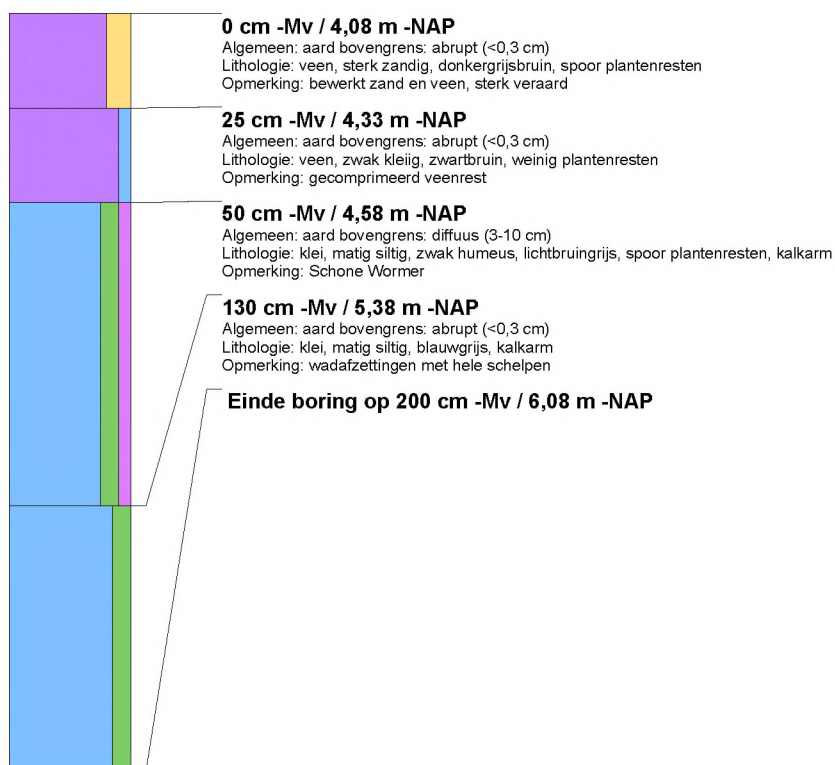 0 cm -Mv / 4,08 m -NAP
Algemeen: aard bovengrens: abrupt (<0,3 cm)
Lithologie: veen, sterk zandig, donkergrijsbruin, spoor plantenresten
Opmerking: bewerkt zand en veen, sterk veraard
25 cm -Mv / 4,33 m -NAP
Algemeen: aard bovengrens: abrupt (<0,3 cm)
Lithologie: veen, zwak kleiig, zwartbruin, weinig plantenresten
Opmerking: gecomprimeerd veenrest
50 cm -Mv / 4,58 m -NAP
Algemeen: aard bovengrens: diffuus (3-10 cm)
Lithologie: klei, matig siltig, zwak humeus, lichtbruingrijs, spoor plantenresten, kalkarm
Opmerking: Schone Wormer
130 cm -Mv / 5,38 m -NAP
Algemeen: aard bovengrens: abrupt (<0,3 cm)
Lithologie: klei, matig siltig, blauwgrijs, kalkarm
Opmerking: wadafzettingen met hele schelpen
Einde boring op 200 cm -Mv / 6,08 m -NAP